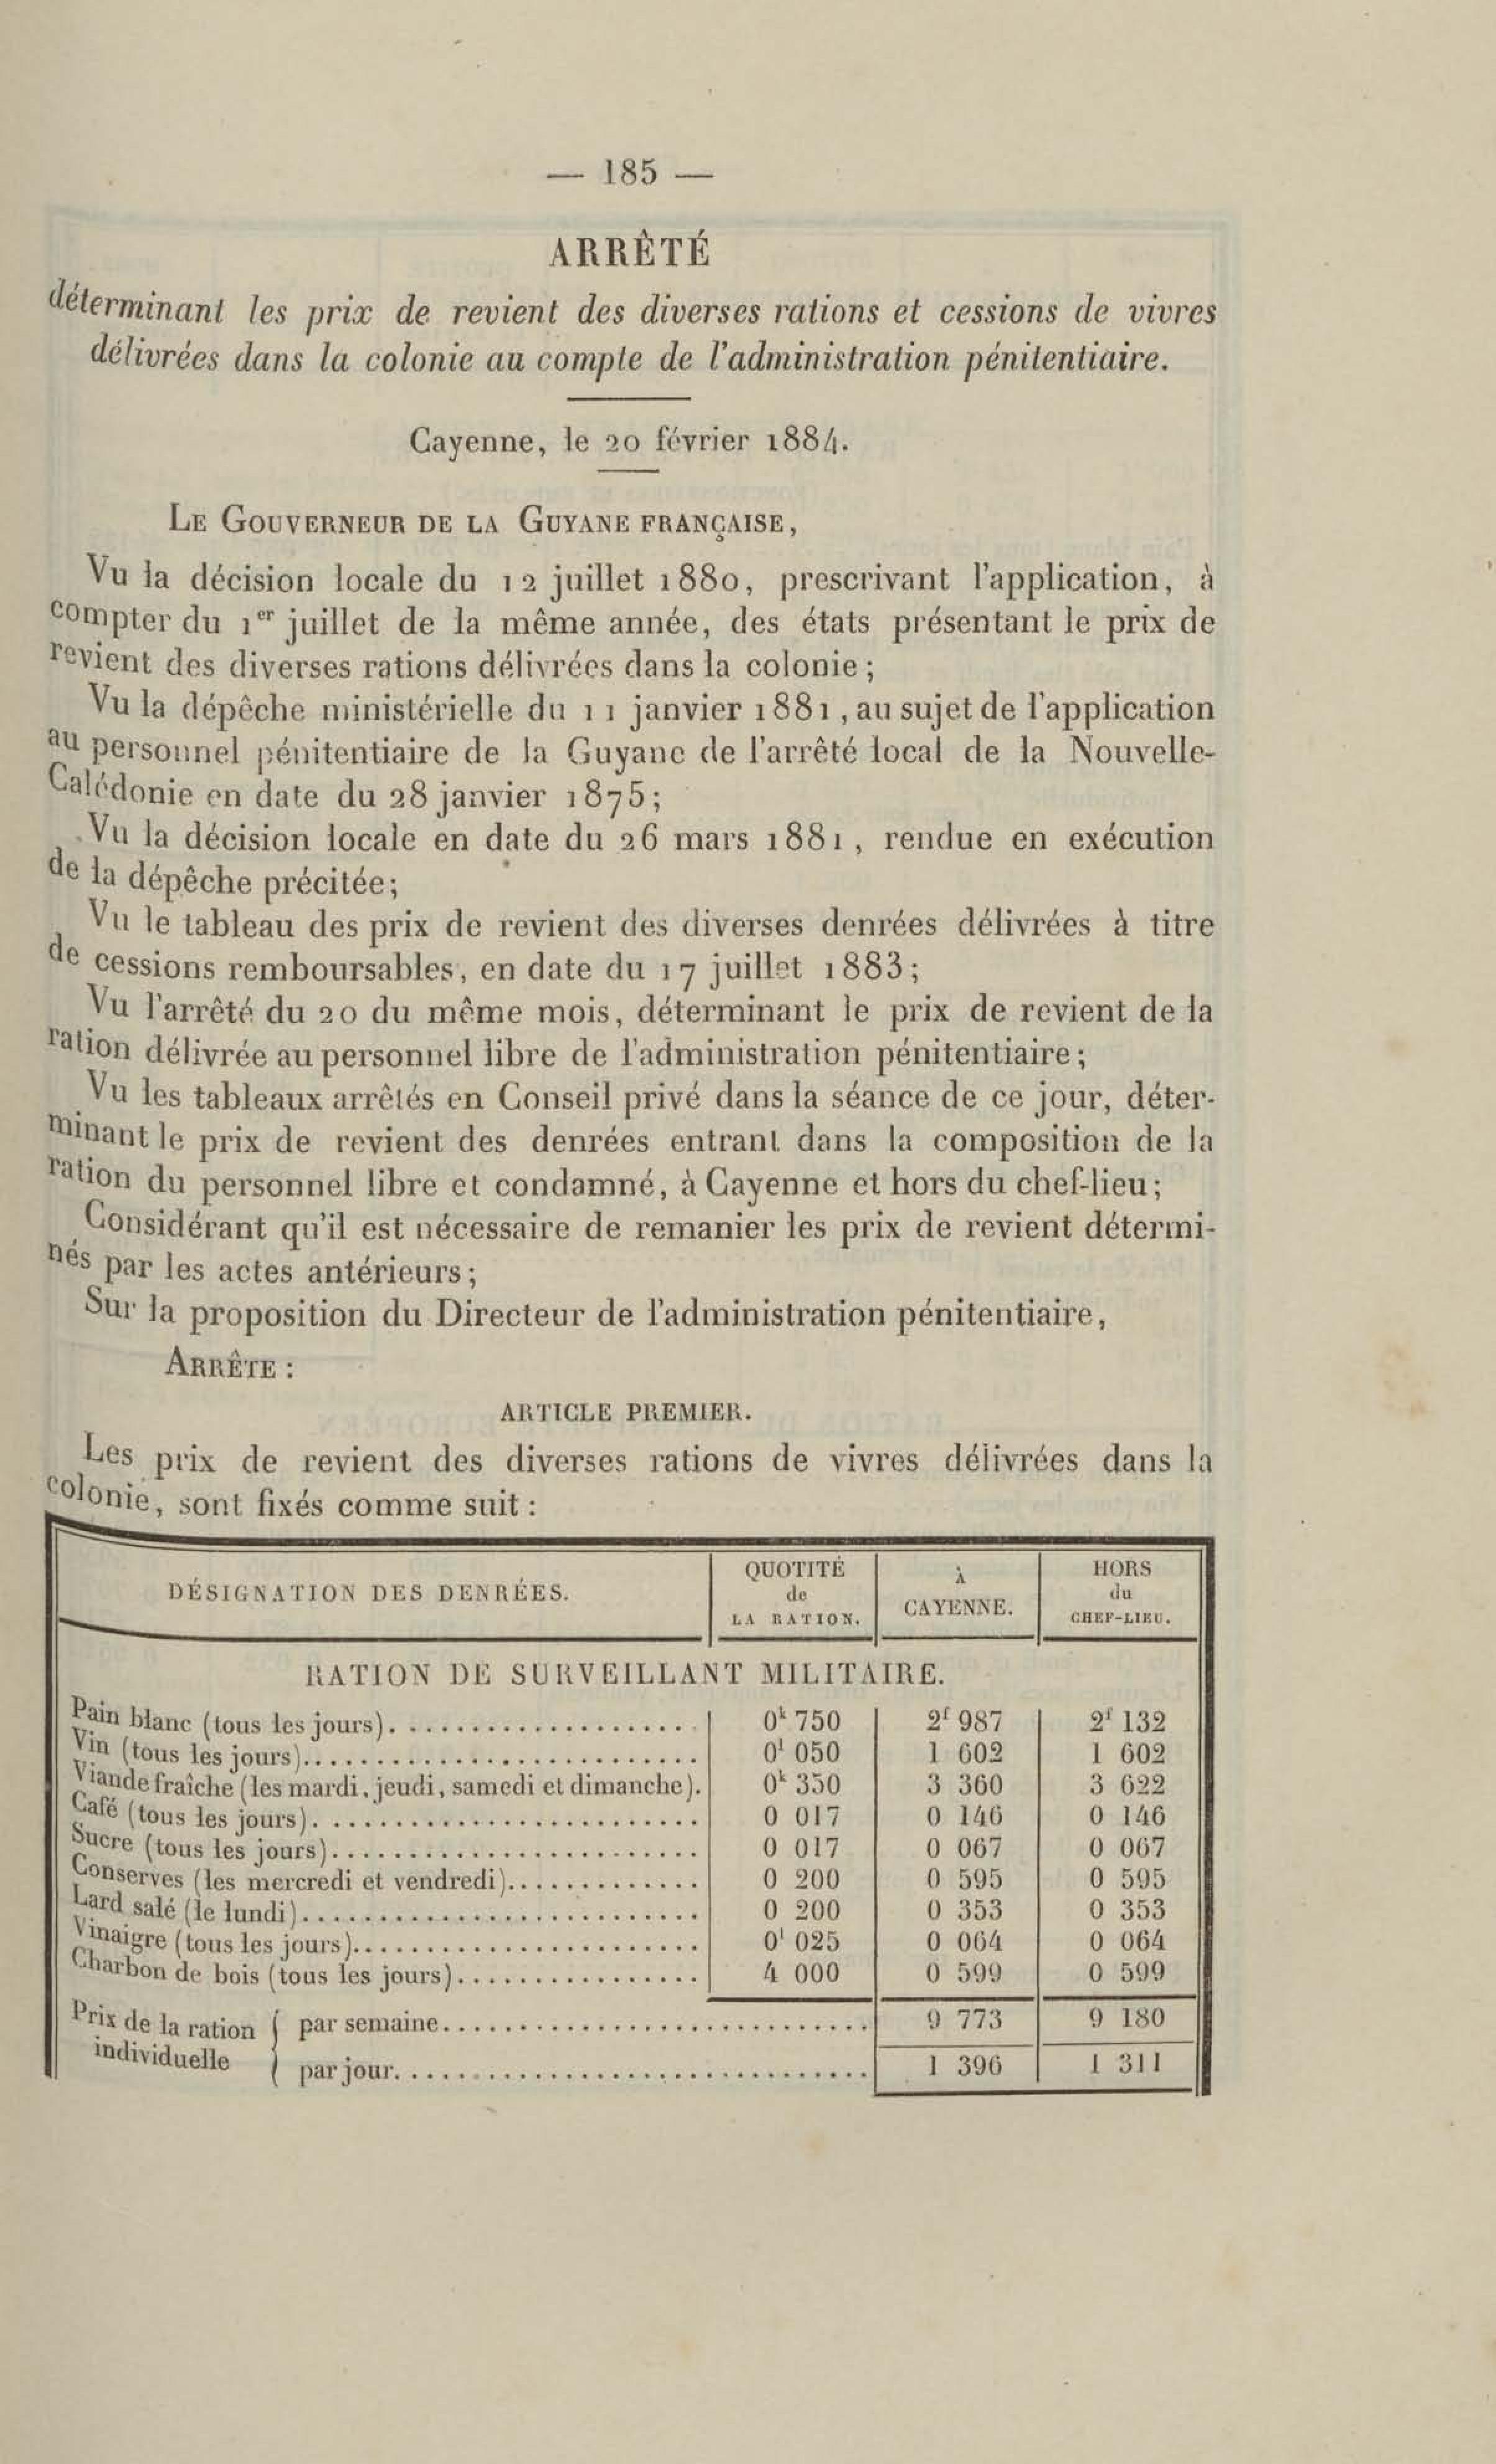 — 185 —
ARRÊTÉ
déterminant les prix de revient des diverses rations et cessions de vivres
délivrées dans la colonie au compte de l'administration pénitentiaire.
Cayenne, le 20 février 1884.
LE GOUVERNEUR DE LA GUYANE FRANÇAISE,
Vu la décision locale du 12 juillet 1880, prescrivant l'application, à
compter du 1er juillet de la même année, des états présentant le prix de
revient des diverses rations délivrées dans la colonie;
Vu la dépêche ministérielle du 11 janvier 1881, au sujet de l'application
au personnel pénitentiaire de la Guyane de l'arrêté local de la Nouvelle-
Calédonie en date du 28 janvier 1875;
Vu la décision locale en date du 26 mars 1881, rendue en exécution
de la dépêche précitée;
Vu le tableau des prix de revient des diverses denrées délivrées à titre
de cessions remboursables, en date du 17 juillet 1883;
Vu l'arrêté du 20 du même mois, déterminant le prix de revient de la
ration délivrée au personnel libre de l'administration pénitentiaire;
Vu les tableaux arrêtés en Conseil privé dans la séance de ce jour, déter-
minant le prix de revient des denrées entrant dans la composition de la
ration du personnel libre et condamné, à Cayenne et hors du chef-lieu;
Considérant qu'il est nécessaire de remanier les prix de revient détermi-
nés par les actes antérieurs;
Sur la proposition du Directeur de l'administration pénitentiaire,
ARRÊTE :
ARTICLE PREMIER.
Les prix de revient des diverses rations de vivres délivrées dans la
colonie, sont fixés comme suit :
DÉSIGNATION DES DENRÉES. QUOTITÉ de LA RATION. À CAYENNE. HORS du CHEF-LIEU.
RATION DE SURVEILLANT MILITAIRE.
Pain blanc (tous les jours). 0k 750 2f 987 2f 132
Vin (tous les jours). 0l 050 1 602 1 602
Viande fraîche (les mardi, jeudi, samedi et dimanche). 0k 350 3 360 3 622
Café (tous les jours). 0 017 0 146 0 146
Sucre (tous les jours). 0 017 0 067 0 067
Conserves (les mercredi et vendredi). 0 200 0 595 0 595
Lard salé (le lundi). 0 200 0 353 0 353
Vinaigre (tous les jours). 0l 025 0 064 0 064
Charbon de bois (tous les jours). 4 000 0 599 0 599
Prix de la ration individuelle { par semaine. 9 773 9 180
par jour. 1 396 1 311